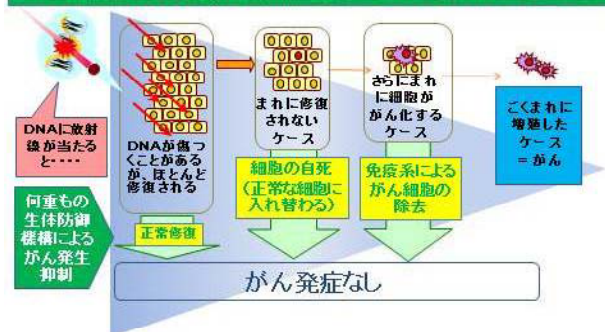 DNAに放射
線が当たる
と・・・・
DNAが傷つ
くことがある
が、ほとんど
修復される
まれに修復
されない
ケース
さらにまれ
に細胞が
がん化する
ケース
ごくまれに
増殖した
ケース
=がん
何重もの
生体防御
機構による
がん発生
抑制
正常修復
細胞の自死
(正常な細胞に
入れ替わる)
免疫系による
がん細胞の
除去
がん発症なし